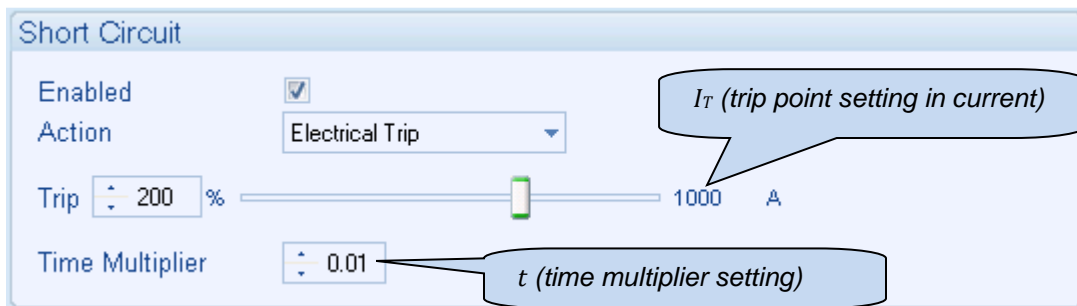 Short Circuit
Enabled
Action Electrical Trip
I_T (trip point setting in current)
Trip 200 % 1000 A
Time Multiplier 0.01
t (time multiplier setting)